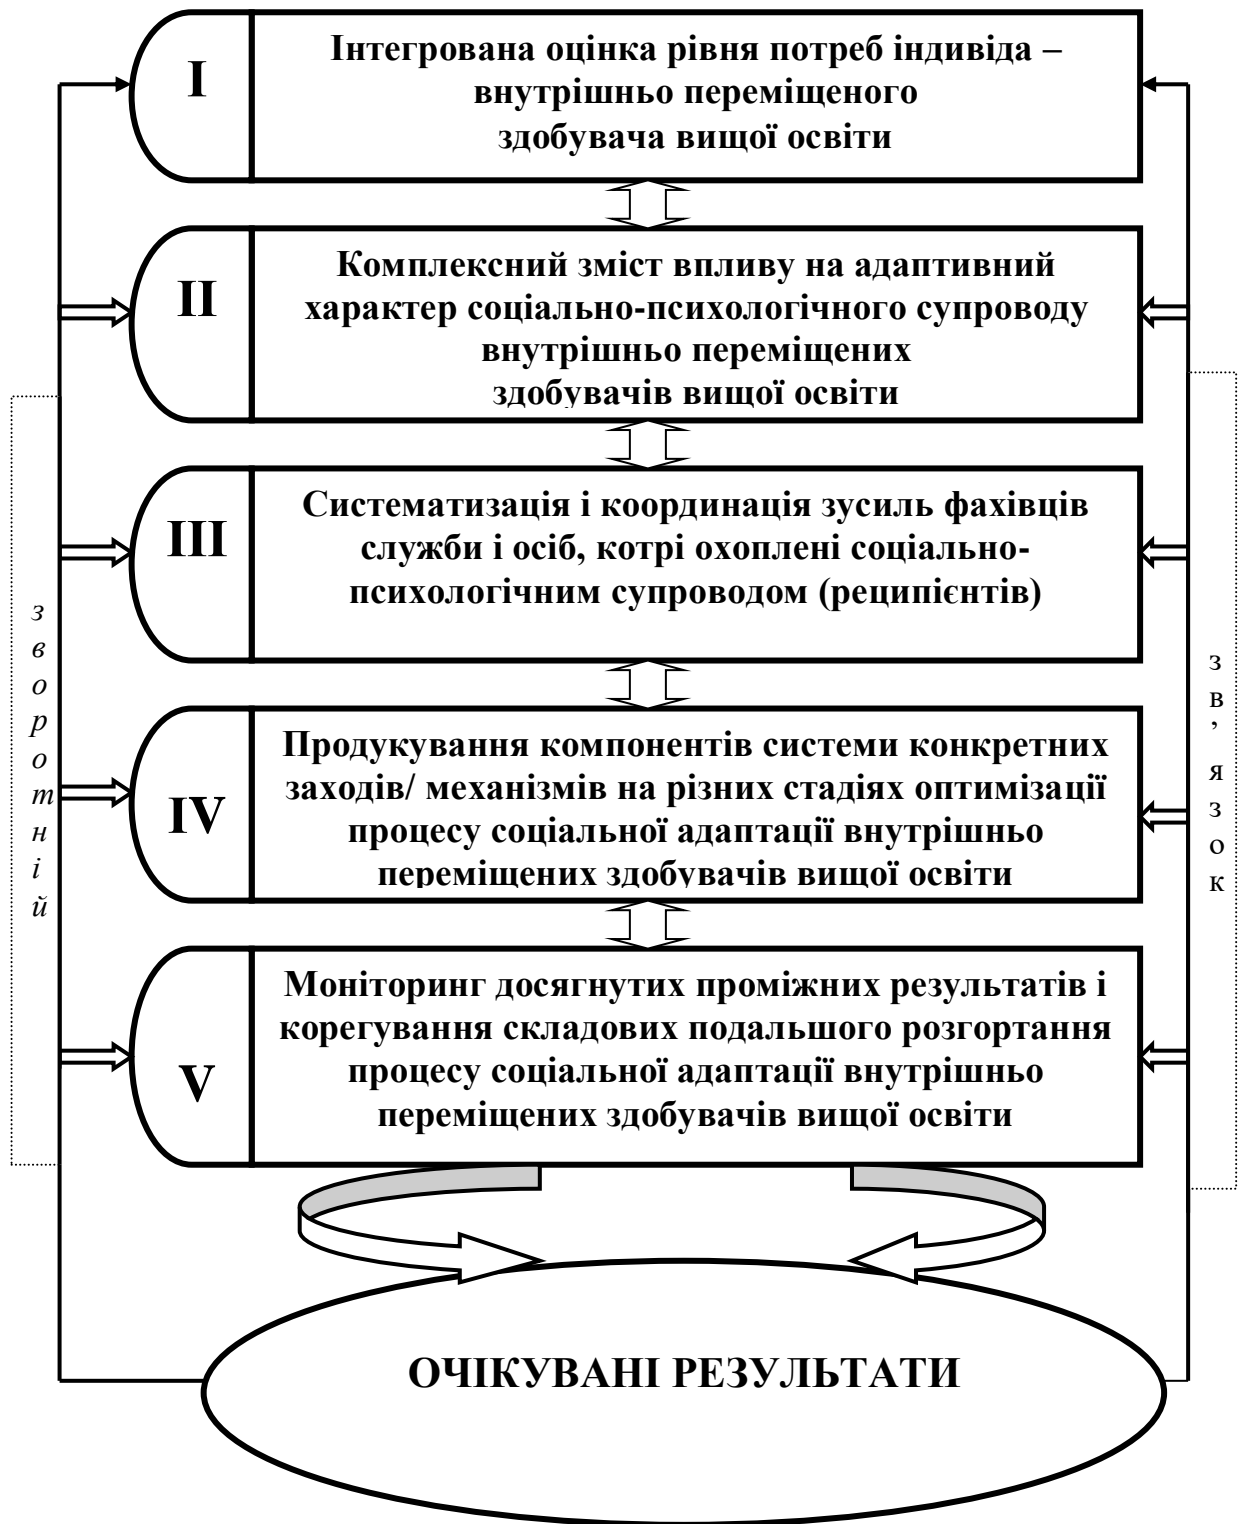 I
Інтегрована оцінка рівня потреб індивіда –
внутрішньо переміщеного
здобувача вищої освіти
II
Комплексний зміст впливу на адаптивний
характер соціально-психологічного супроводу
внутрішньо переміщених
здобувачів вищої освіти
III
Систематизація і координація зусиль фахівців
служби і осіб, котрі охоплені соціально-
психологічним супроводом (реципієнтів)
IV
Продукування компонентів системи конкретних
заходів/ механізмів на різних стадіях оптимізації
процесу соціальної адаптації внутрішньо
переміщених здобувачів вищої освіти
V
Моніторинг досягнутих проміжних результатів і
корегування складових подальшого розгортання
процесу соціальної адаптації внутрішньо
переміщених здобувачів вищої освіти
зворотній
зв’язок
ОЧІКУВАНІ РЕЗУЛЬТАТИ